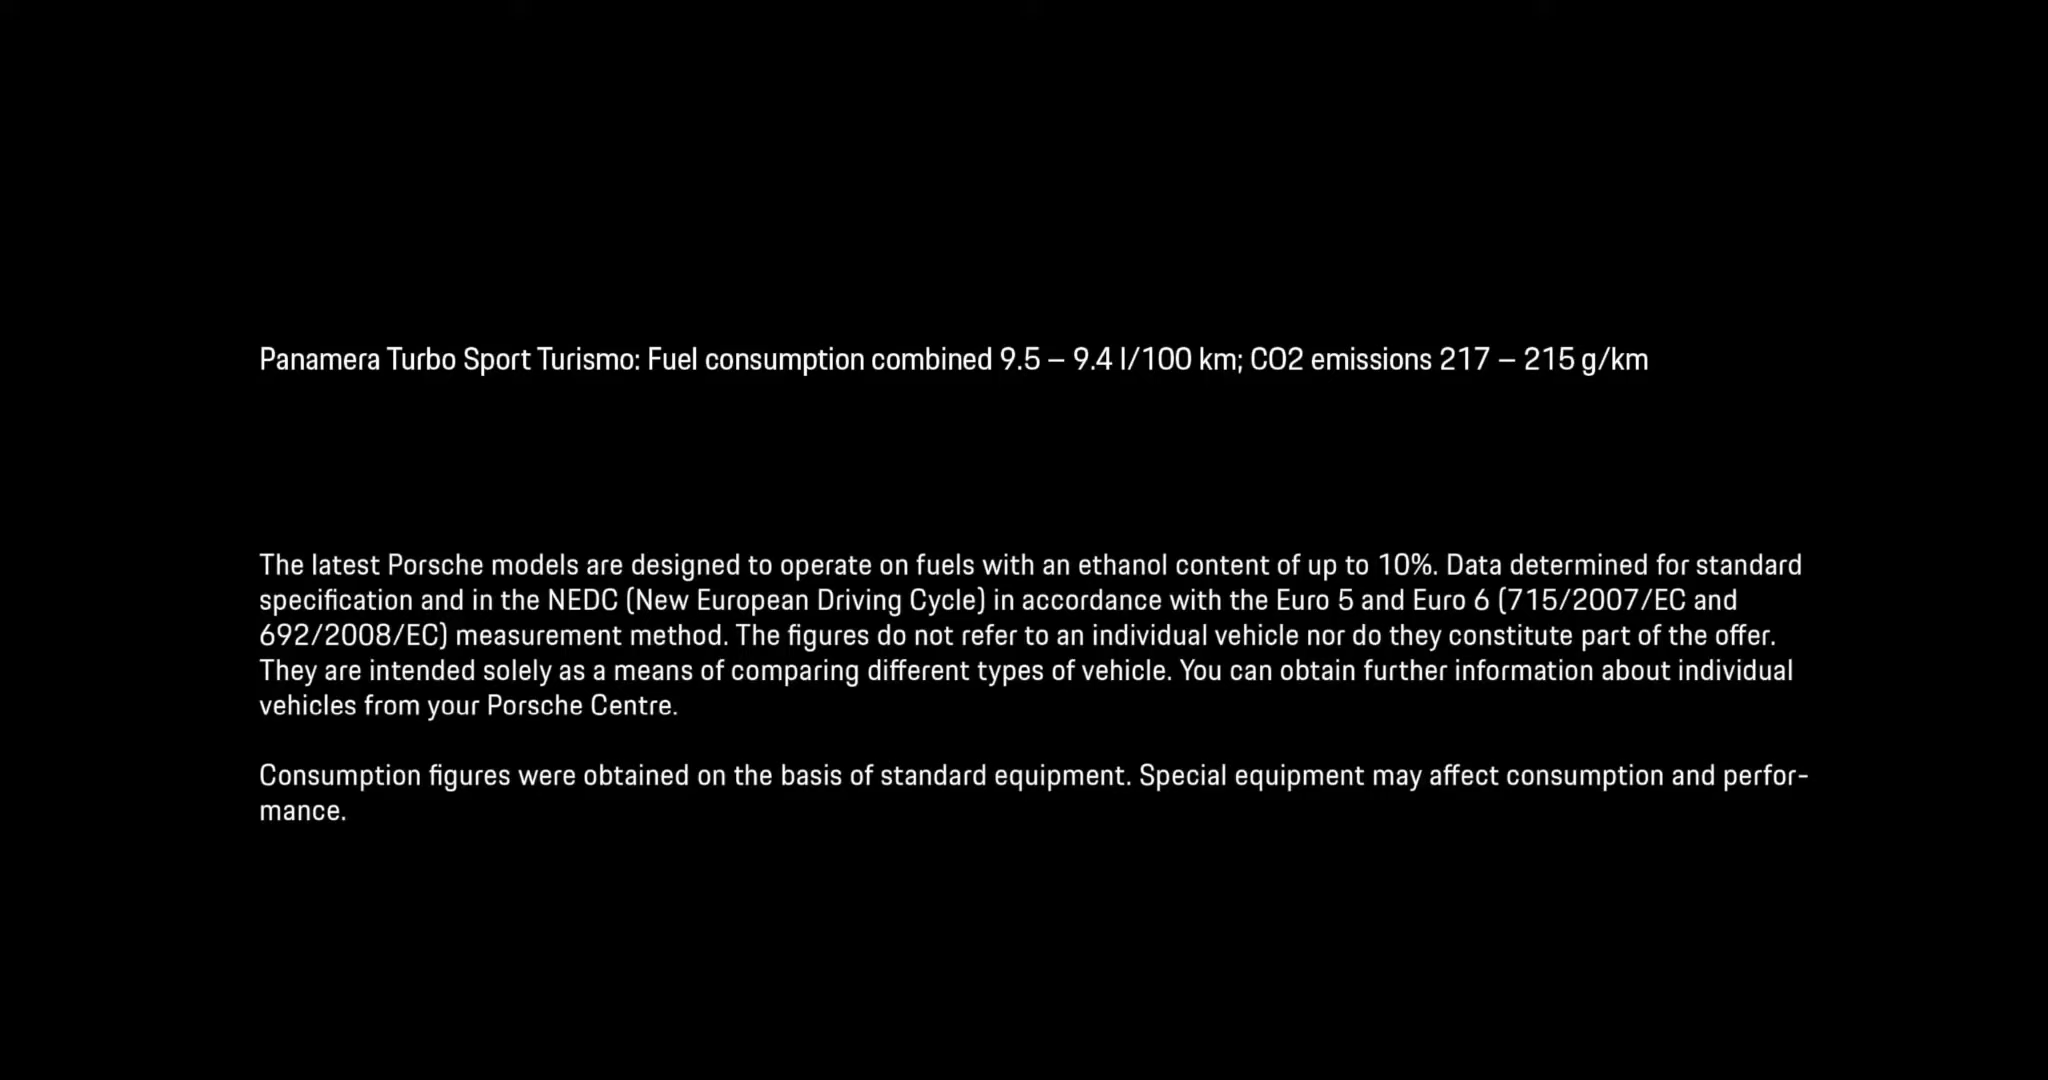 Panamera Turbo Sport Turismo: Fuel consumption combined 9.5 – 9.4 l/100 km; CO2 emissions 217 – 215 g/km
The latest Porsche models are designed to operate on fuels with an ethanol content of up to 10%. Data determined for standard
specification and in the NEDC (New European Driving Cycle) in accordance with the Euro 5 and Euro 6 (715/2007/EC and
692/2008/EC) measurement method. The figures do not refer to an individual vehicle nor do they constitute part of the offer.
They are intended solely as a means of comparing different types of vehicle. You can obtain further information about individual
vehicles from your Porsche Centre.
Consumption figures were obtained on the basis of standard equipment. Special equipment may affect consumption and perfor-
mance.